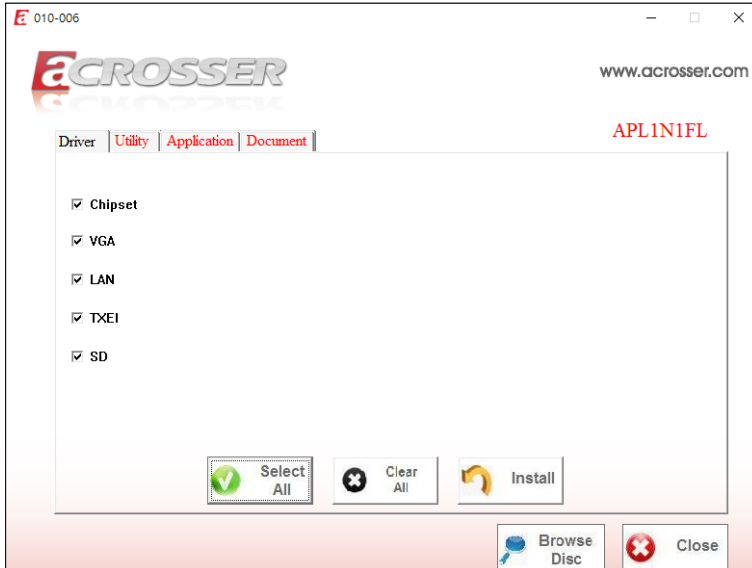 010-006
acrosser
www.acrosser.com
APL1N1FL
Driver Utility Application Document
Chipset
VGA
LAN
TXEI
SD
Select All
Clear All
Install
Browse Disc
Close